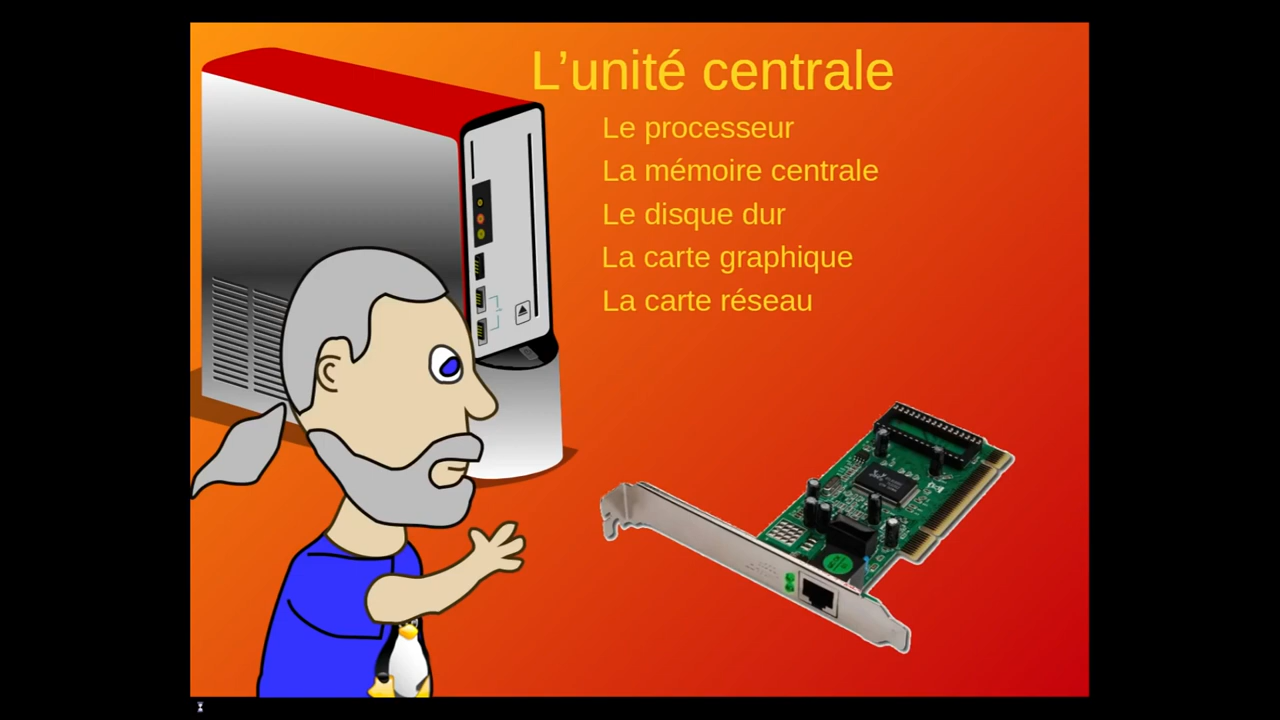 L’unité centrale
Le processeur
La mémoire centrale
Le disque dur
La carte graphique
La carte réseau